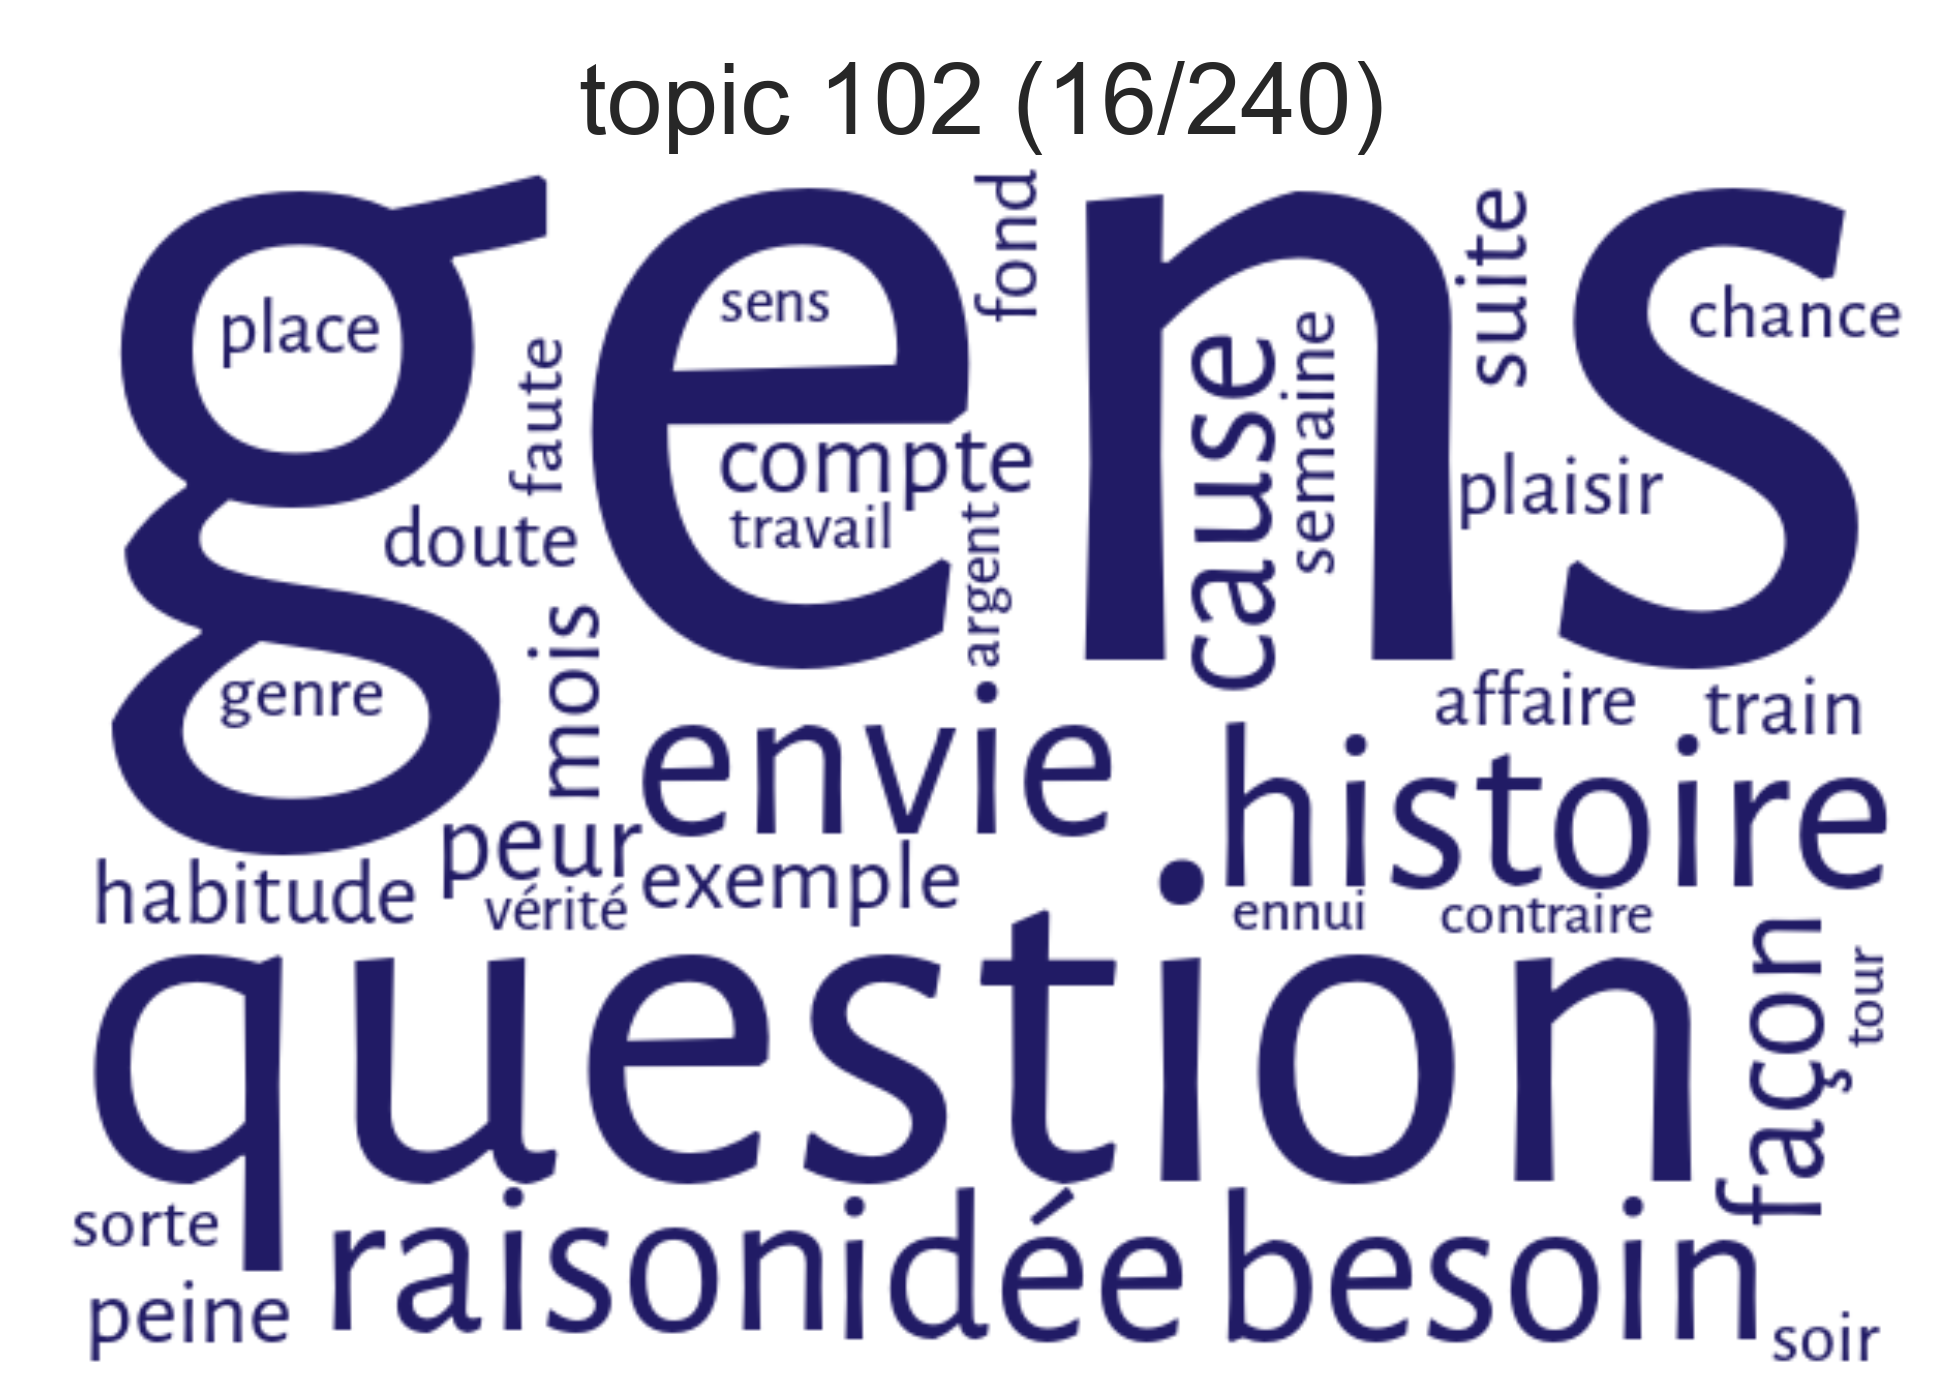 topic 102 (16/240)
gens
fond
suite
place
sens
chance
faute
cause
semaine
compte
plaisir
travail
doute
argent
mois
genre
affaire
train
envie
histoire
peur
habitude
exemple
vérité
ennui
contraire
question
façon
tour
sorte
raison
idée
besoin
peine
soir